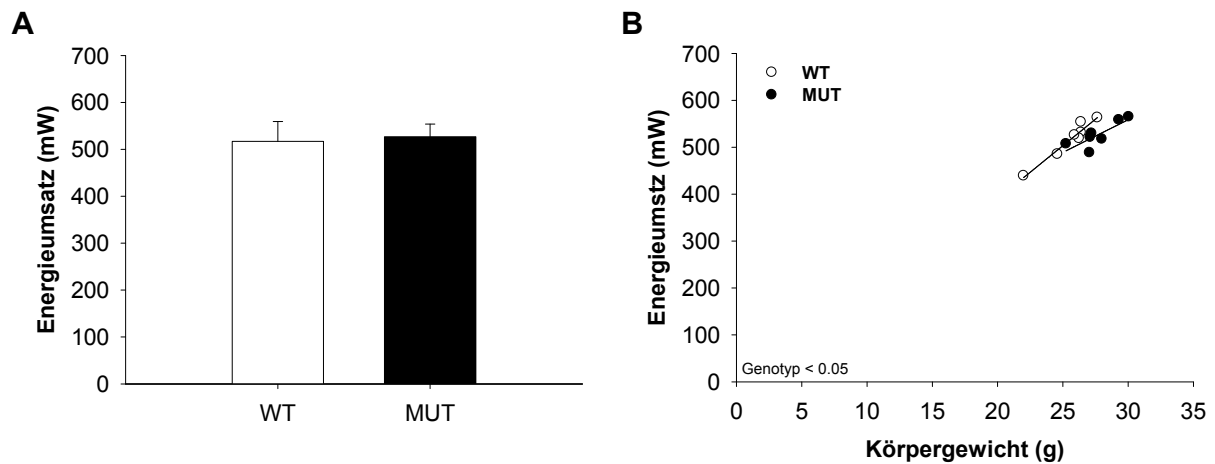 A
Energieumsatz (mW)
700
600
500
400
300
200
100
0
WT
MUT
B
Energieumstz (mW)
700
600
500
400
300
200
100
0
WT
MUT
Genotyp < 0.05
0
5
10
15
20
25
30
35
Körpergewicht (g)